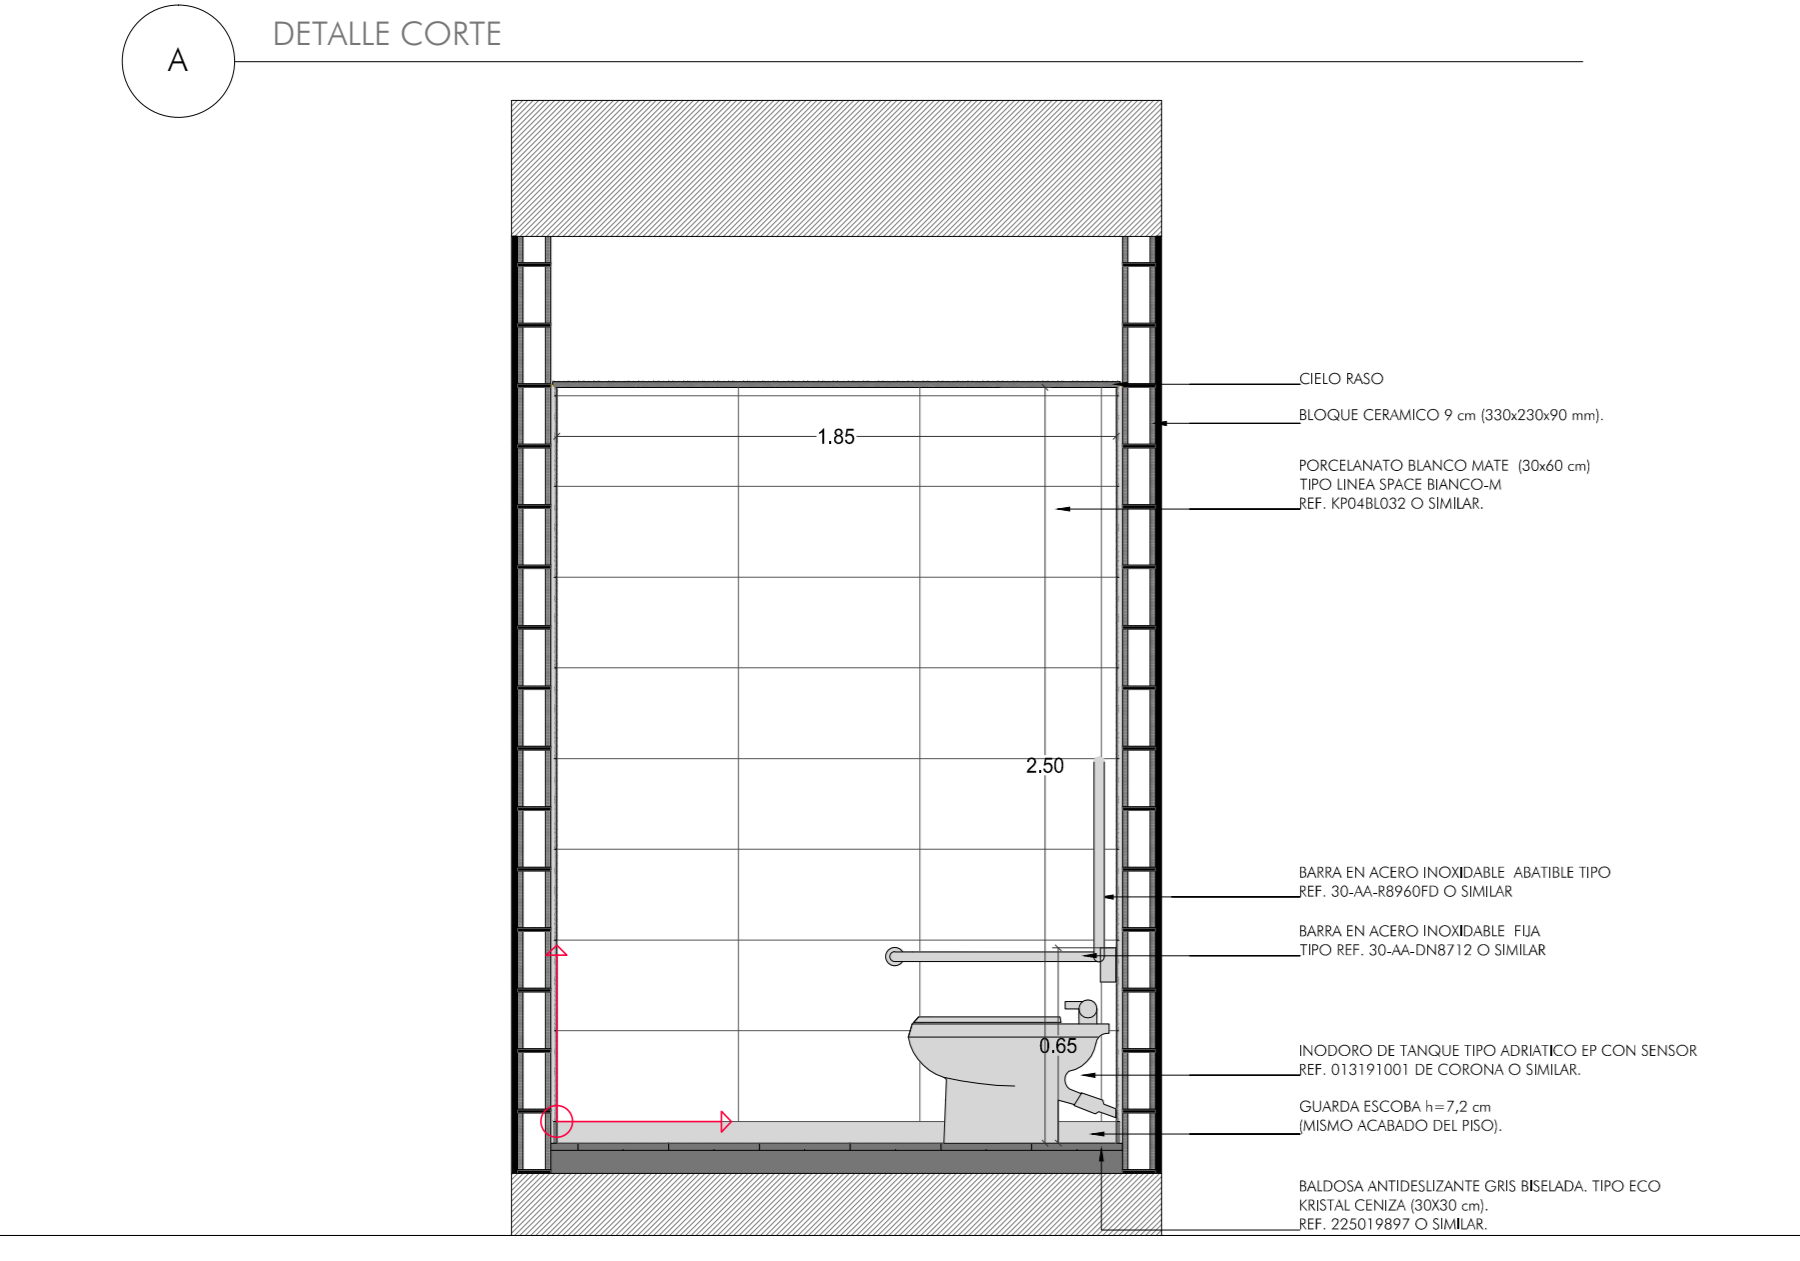 A
DETALLE CORTE
CIELO RASO
1.85
BLOQUE CERAMICO 9 cm (330x230x90 mm).
PORCELANATO BLANCO MATE (30x60 cm)
TIPO LINEA SPACE BIANCO-M
REF. KP04BL032 O SIMILAR.
2.50
BARRA EN ACERO INOXIDABLE ABATIBLE TIPO
REF. 30-AA-R8960FD O SIMILAR
BARRA EN ACERO INOXIDABLE FIJA
TIPO REF. 30-AA-DN8712 O SIMILAR
0.65
INODORO DE TANQUE TIPO ADRIATICO EP CON SENSOR
REF. 013191001 DE CORONA O SIMILAR.
GUARDA ESCOBA h=7,2 cm
(MISMO ACABADO DEL PISO).
BALDOSA ANTIDESLIZANTE GRIS BISELADA. TIPO ECO
KRISTAL CENIZA (30X30 cm).
REF. 225019897 O SIMILAR.